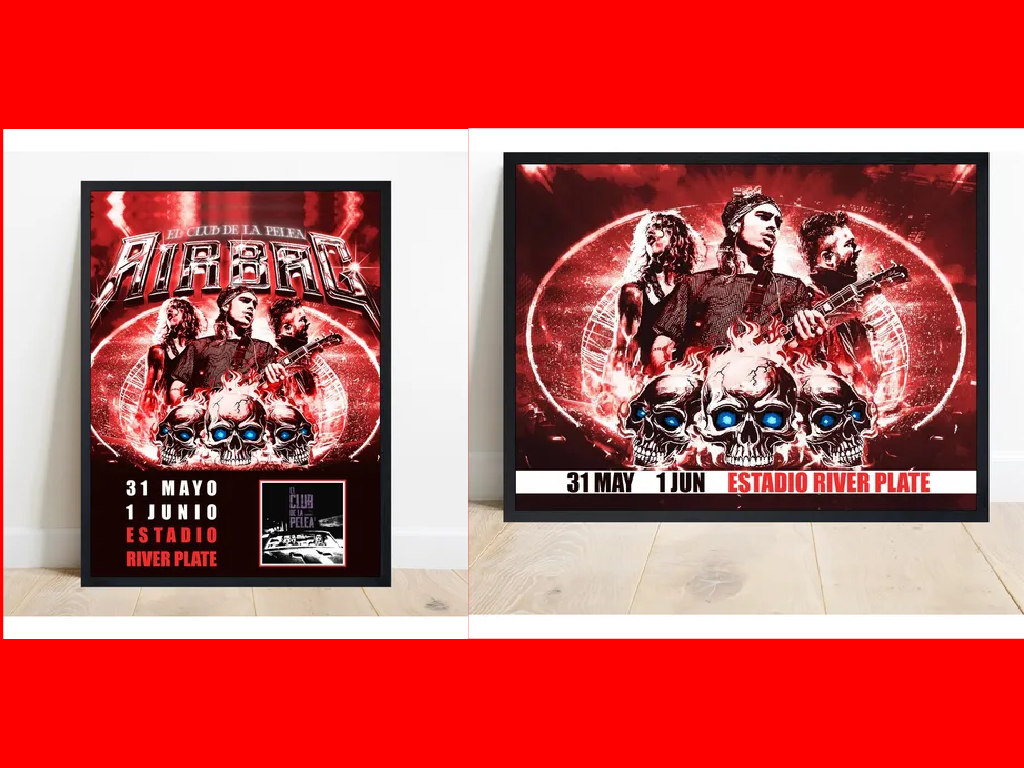 EL CLUB DE LA PELEA
AIRBAG
31 MAYO
1 JUNIO
ESTADIO
RIVER PLATE
EL
CLUB
DE LA
PELEA
31 MAY 1 JUN ESTADIO RIVER PLATE